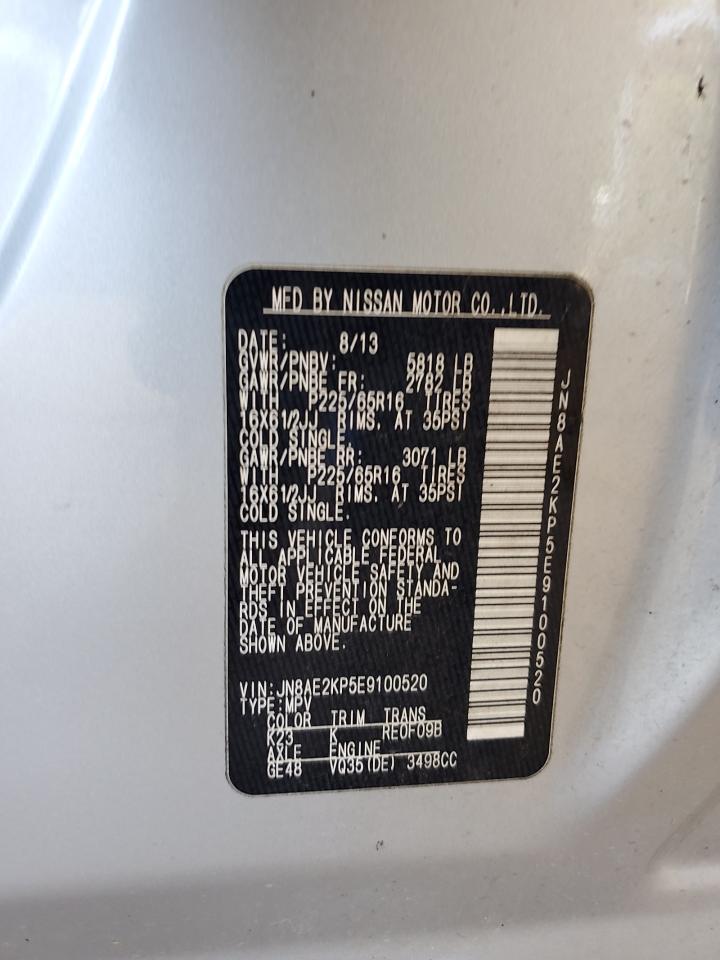 MFD BY NISSAN MOTOR CO.,LTD.
DATE: 8/13
GVWR/PNBV: 5818 LB
GAWR/PNBE FR: 2782 LB
WITH P225/65R16 TIRES
16X61/2JJ RIMS, AT 35PSI
COLD SINGLE.
GAWR/PNBE RR: 3071 LB
WITH P225/65R16 TIRES
16X61/2JJ RIMS, AT 35PSI
COLD SINGLE.
THIS VEHICLE CONFORMS TO
ALL APPLICABLE FEDERAL
MOTOR VEHICLE SAFETY AND
THEFT PREVENTION STANDA-
RDS IN EFFECT ON THE
DATE OF MANUFACTURE
SHOWN ABOVE.
VIN:JN8AE2KP5E9100520
TYPE:MPV
COLOR TRIM TRANS
K23 K RE0F09B
AXLE ENGINE
GE48 VQ35(DE) 3498CC
JN8AE2KP5E9100520